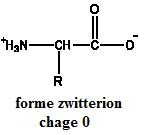 O
⁺H₃N—CH—C—O⁻
R
forme zwitterion
chage 0